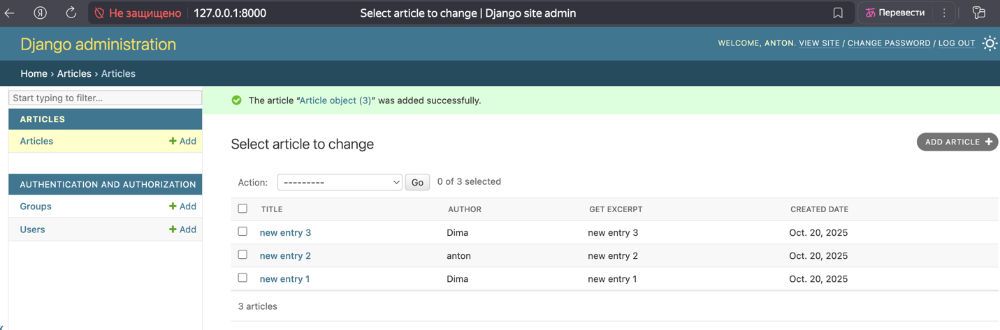 Я Не защищено 127.0.0.1:8000 Select article to change | Django site admin Перевести
Django administration WELCOME, ANTON. VIEW SITE / CHANGE PASSWORD / LOG OUT
Home › Articles › Articles
Start typing to filter...
The article “Article object (3)” was added successfully.
ARTICLES
Articles + Add
Select article to change
ADD ARTICLE +
AUTHENTICATION AND AUTHORIZATION
Groups + Add
Users + Add
Action: --------- Go 0 of 3 selected
TITLE AUTHOR GET EXCERPT CREATED DATE
new entry 3 Dima new entry 3 Oct. 20, 2025
new entry 2 anton new entry 2 Oct. 20, 2025
new entry 1 Dima new entry 1 Oct. 20, 2025
3 articles